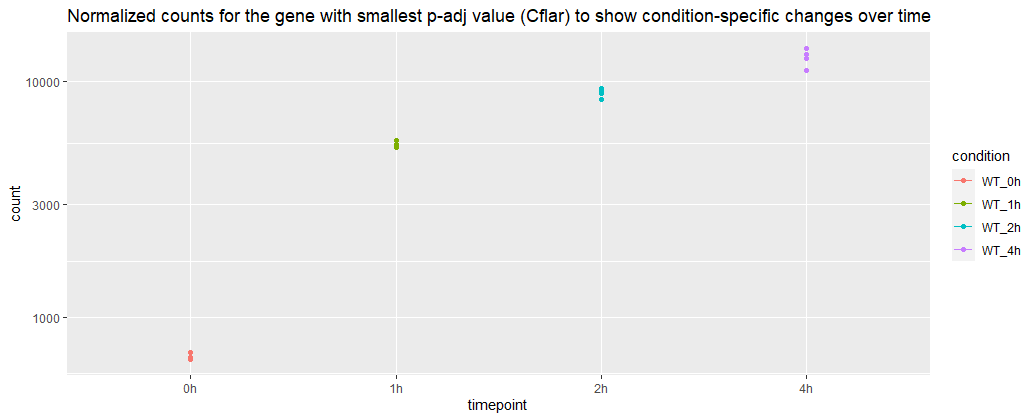 Normalized counts for the gene with smallest p-adj value (Cflar) to show condition-specific changes over time
10000
3000
1000
count
0h
1h
2h
4h
timepoint
condition
WT_0h
WT_1h
WT_2h
WT_4h